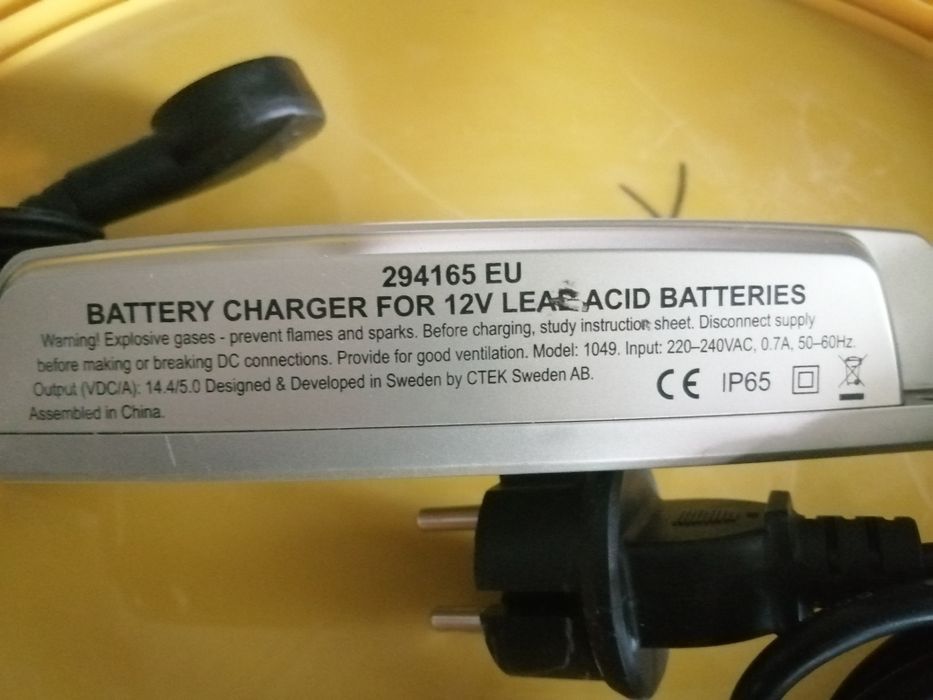 294165 EU
BATTERY CHARGER FOR 12V LEAD ACID BATTERIES
Warning! Explosive gases - prevent flames and sparks. Before charging, study instruction sheet. Disconnect supply
before making or breaking DC connections. Provide for good ventilation. Model: 1049. Input: 220–240VAC, 0.7A, 50–60Hz.
Output (VDC/A): 14.4/5.0 Designed & Developed in Sweden by CTEK Sweden AB.
CE IP65
Assembled in China.